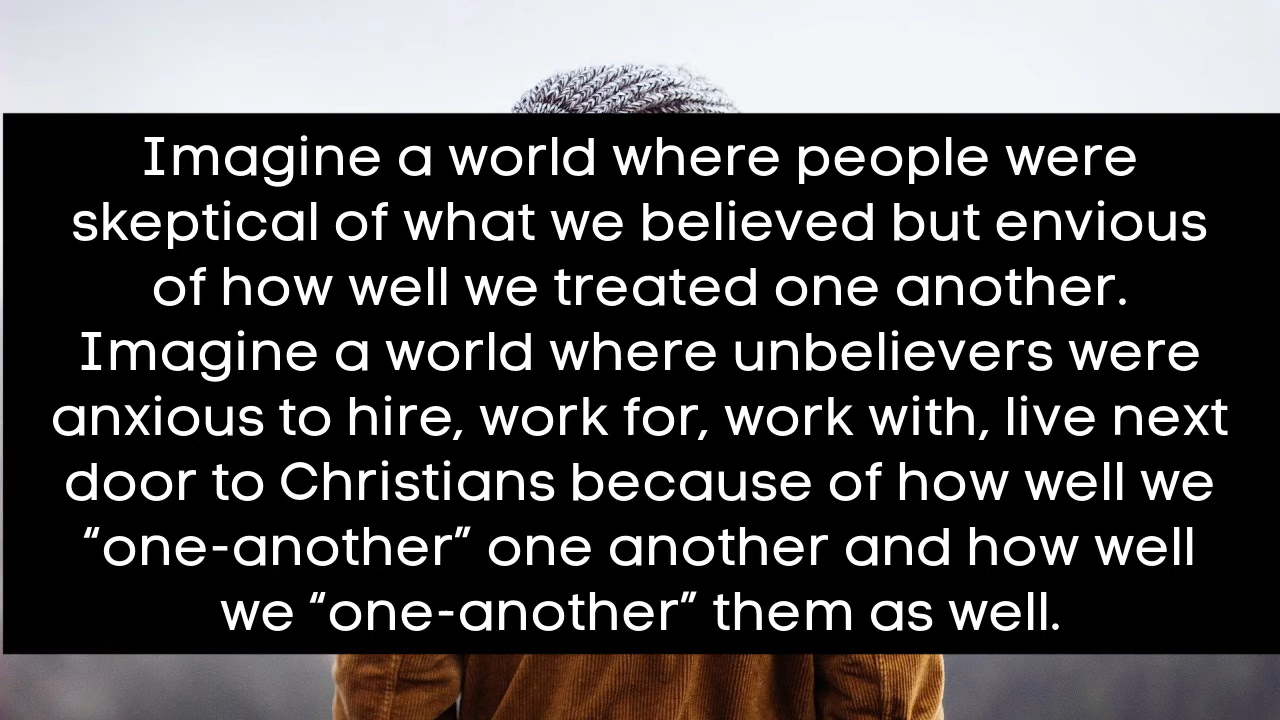 Imagine a world where people were
skeptical of what we believed but envious
of how well we treated one another.
Imagine a world where unbelievers were
anxious to hire, work for, work with, live next
door to Christians because of how well we
“one-another” one another and how well
we “one-another” them as well.